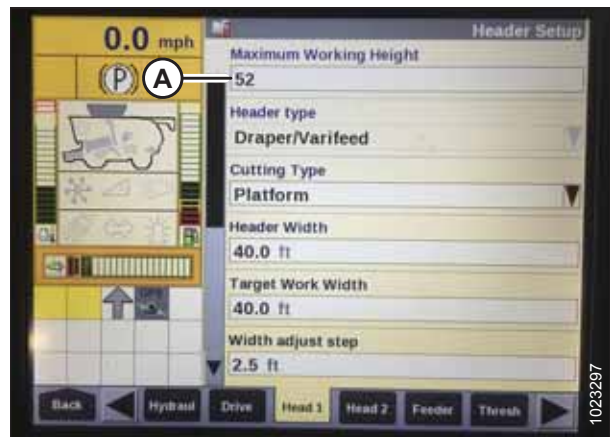 0.0 mph
(P)
A
Header Setup
Maximum Working Height
52
Header type
Draper/Varifeed
Cutting Type
Platform
Header Width
40.0 ft
Target Work Width
40.0 ft
Width adjust step
2.5 ft
Back
Hydraul
Drive
Head 1
Head 2
Feeder
Thresh
1023297